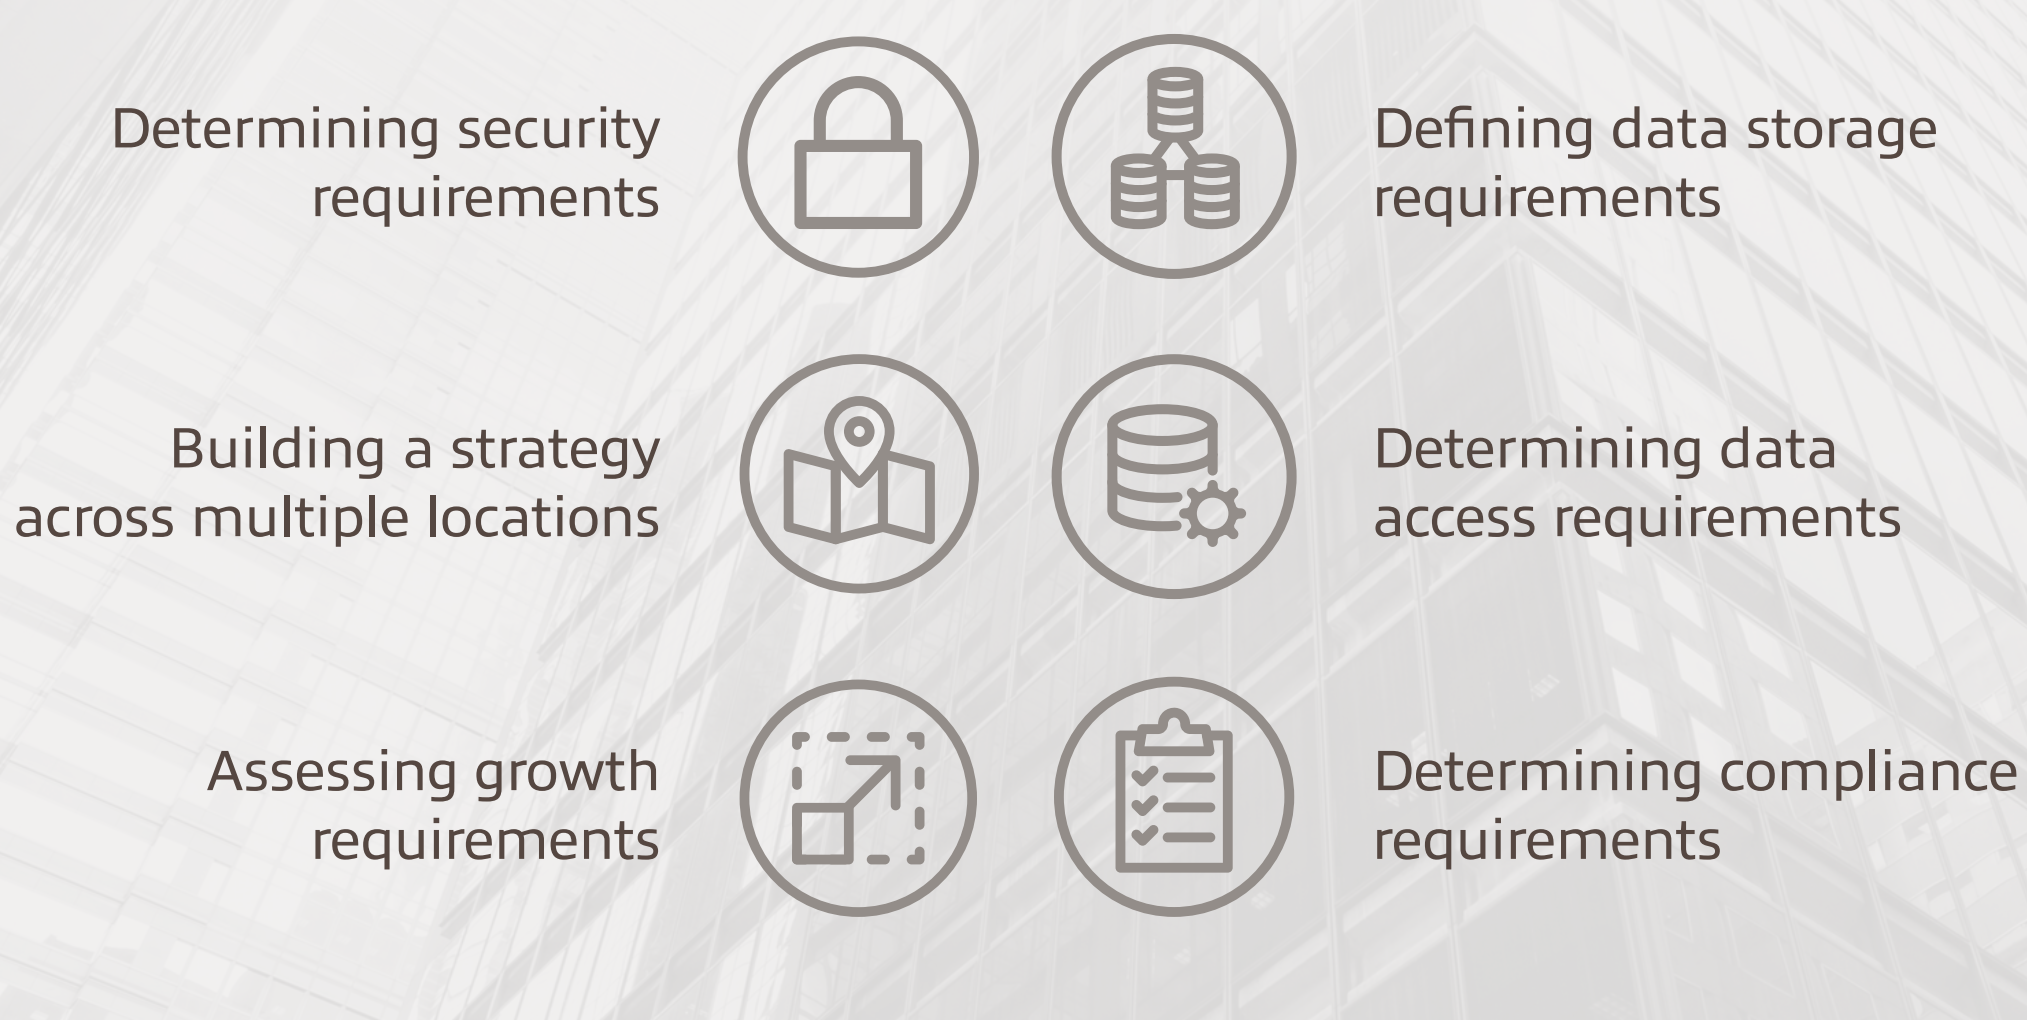 Determining security
requirements
Defining data storage
requirements
Building a strategy
across multiple locations
Determining data
access requirements
Assessing growth
requirements
Determining compliance
requirements